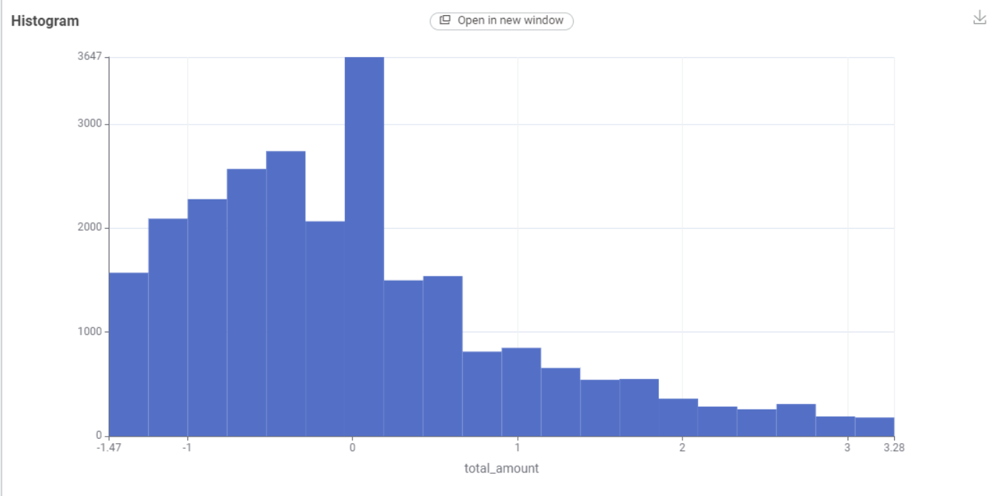 Histogram
Open in new window
3647
3000
2000
1000
0
-1.47 -1 0 1 2 3 3.28
total_amount